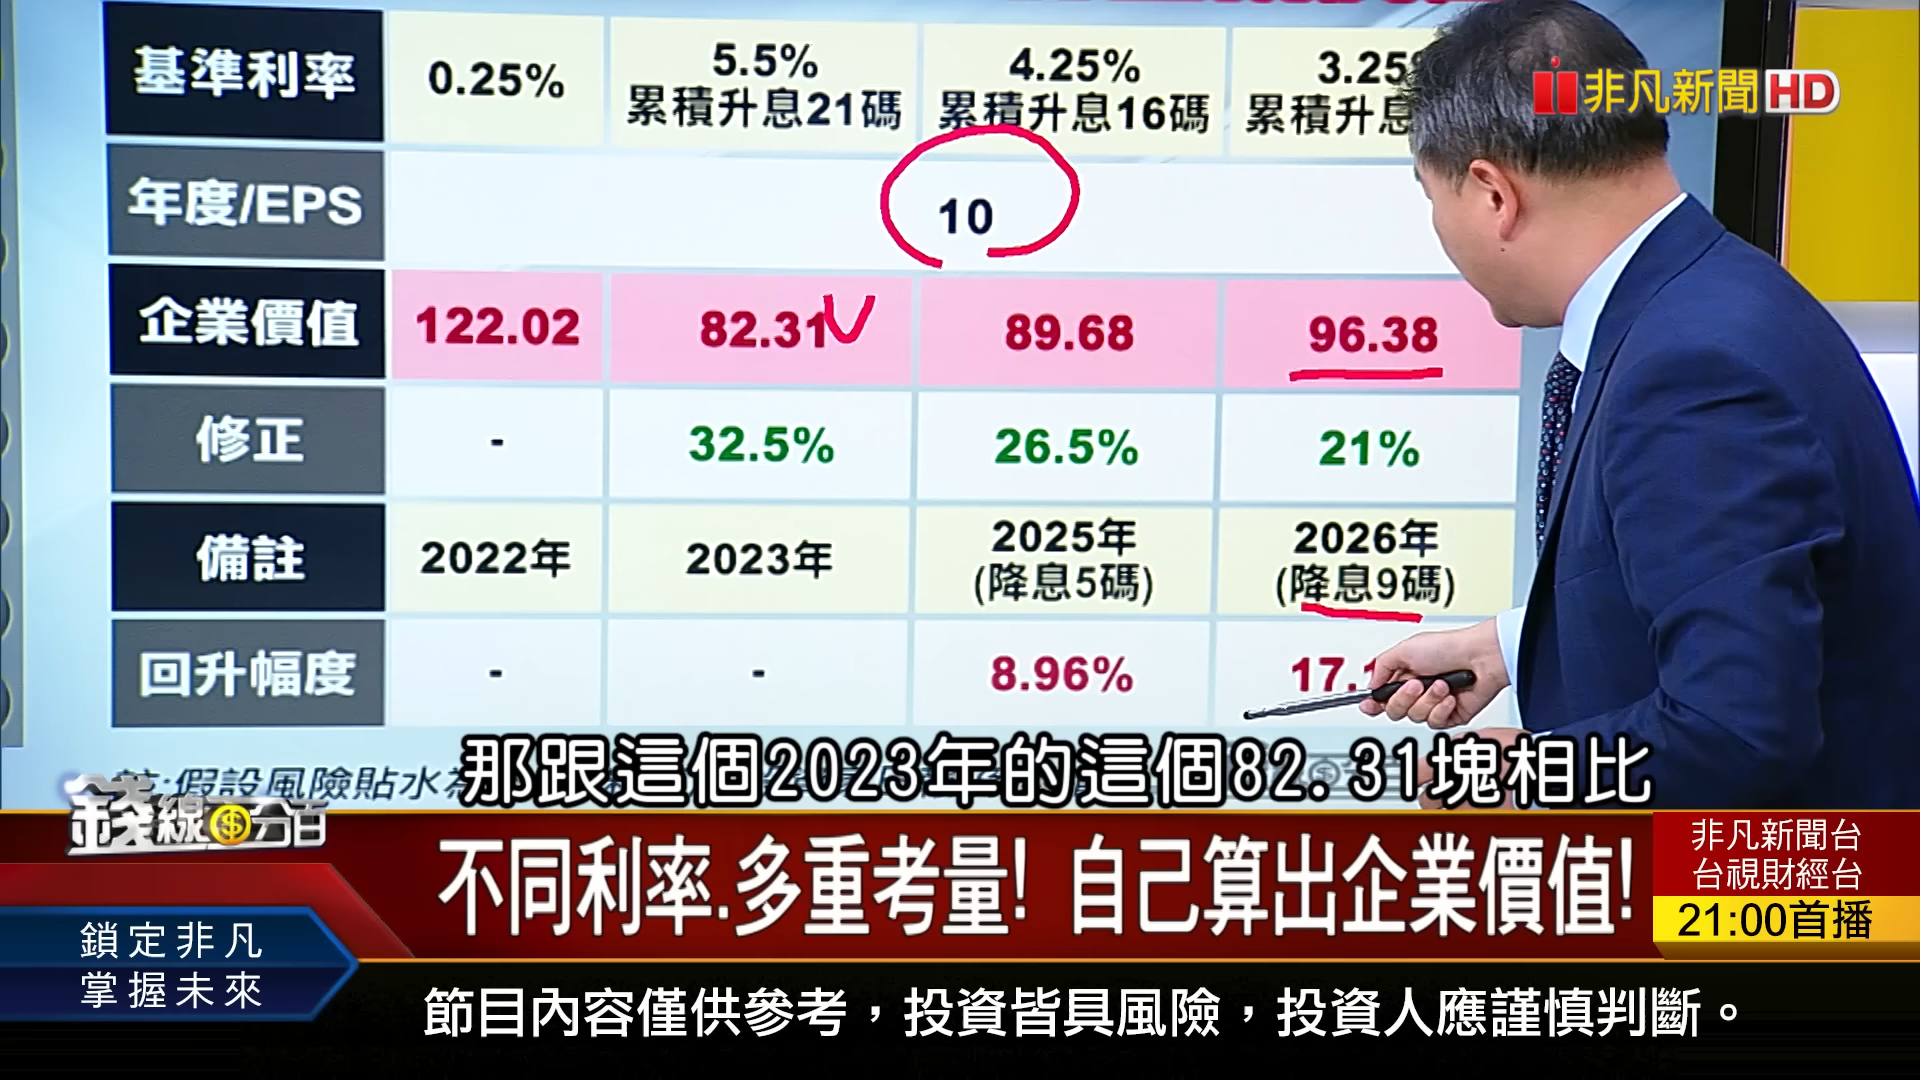 基準利率 0.25% 5.5% 4.25% 3.25%
累積升息21碼 累積升息16碼 累積升息
非凡新聞HD
年度/EPS 10
企業價值 122.02 82.31 89.68 96.38
修正 - 32.5% 26.5% 21%
備註 2022年 2023年 2025年 2026年
(降息5碼) (降息9碼)
回升幅度 - - 8.96% 17.
註:假設風險貼水為
那跟這個2023年的這個82.31塊相比
錢線百分百
不同利率.多重考量! 自己算出企業價值!
非凡新聞台
台視財經台
21:00首播
鎖定非凡
掌握未來
節目內容僅供參考,投資皆具風險,投資人應謹慎判斷。